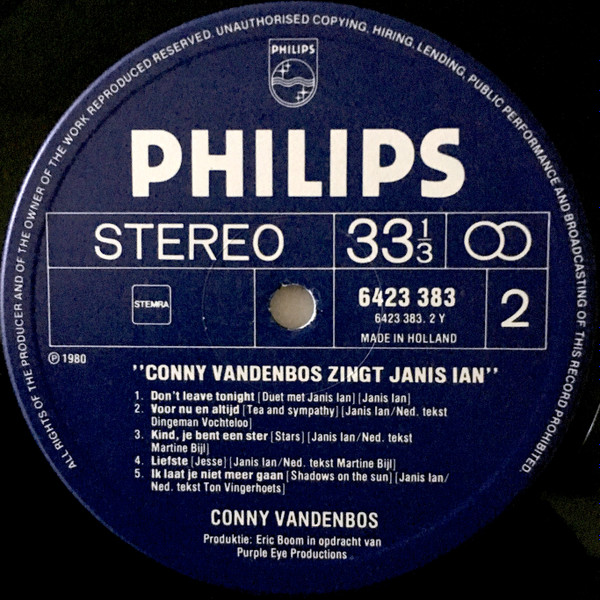 ALL RIGHTS OF THE PRODUCER AND OF THE OWNER OF THE WORK REPRODUCED RESERVED. UNAUTHORISED COPYING, HIRING, LENDING, PUBLIC PERFORMANCE AND BROADCASTING OF THIS RECORD PROHIBITED.
PHILIPS
PHILIPS
STEREO 33 1/3
STEMRA
6423 383
6423 383. 2 Y
MADE IN HOLLAND
2
℗ 1980
"CONNY VANDENBOS ZINGT JANIS IAN"
1. Don't leave tonight [Duet met Janis Ian] [Janis Ian]
2. Voor nu en altijd [Tea and sympathy] [Janis Ian/Ned. tekst
Dingeman Vochteloo]
3. Kind, je bent een ster [Stars] [Janis Ian/Ned. tekst
Martine Bijl]
4. Liefste [Jesse] [Janis Ian/Ned. tekst Martine Bijl]
5. Ik laat je niet meer gaan [Shadows on the sun] [Janis Ian/
Ned. tekst Ton Vingerhoets]
CONNY VANDENBOS
Produktie: Eric Boom in opdracht van
Purple Eye Productions